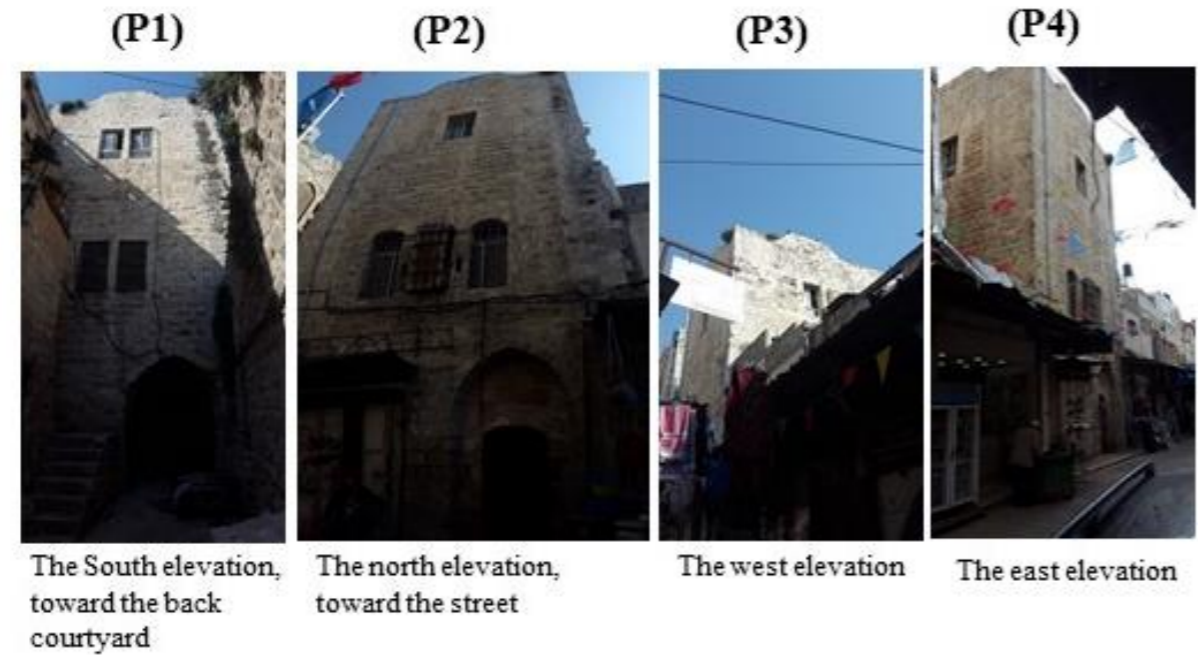 (P1)
(P2)
(P3)
(P4)
The South elevation,
toward the back
courtyard
The north elevation,
toward the street
The west elevation
The east elevation